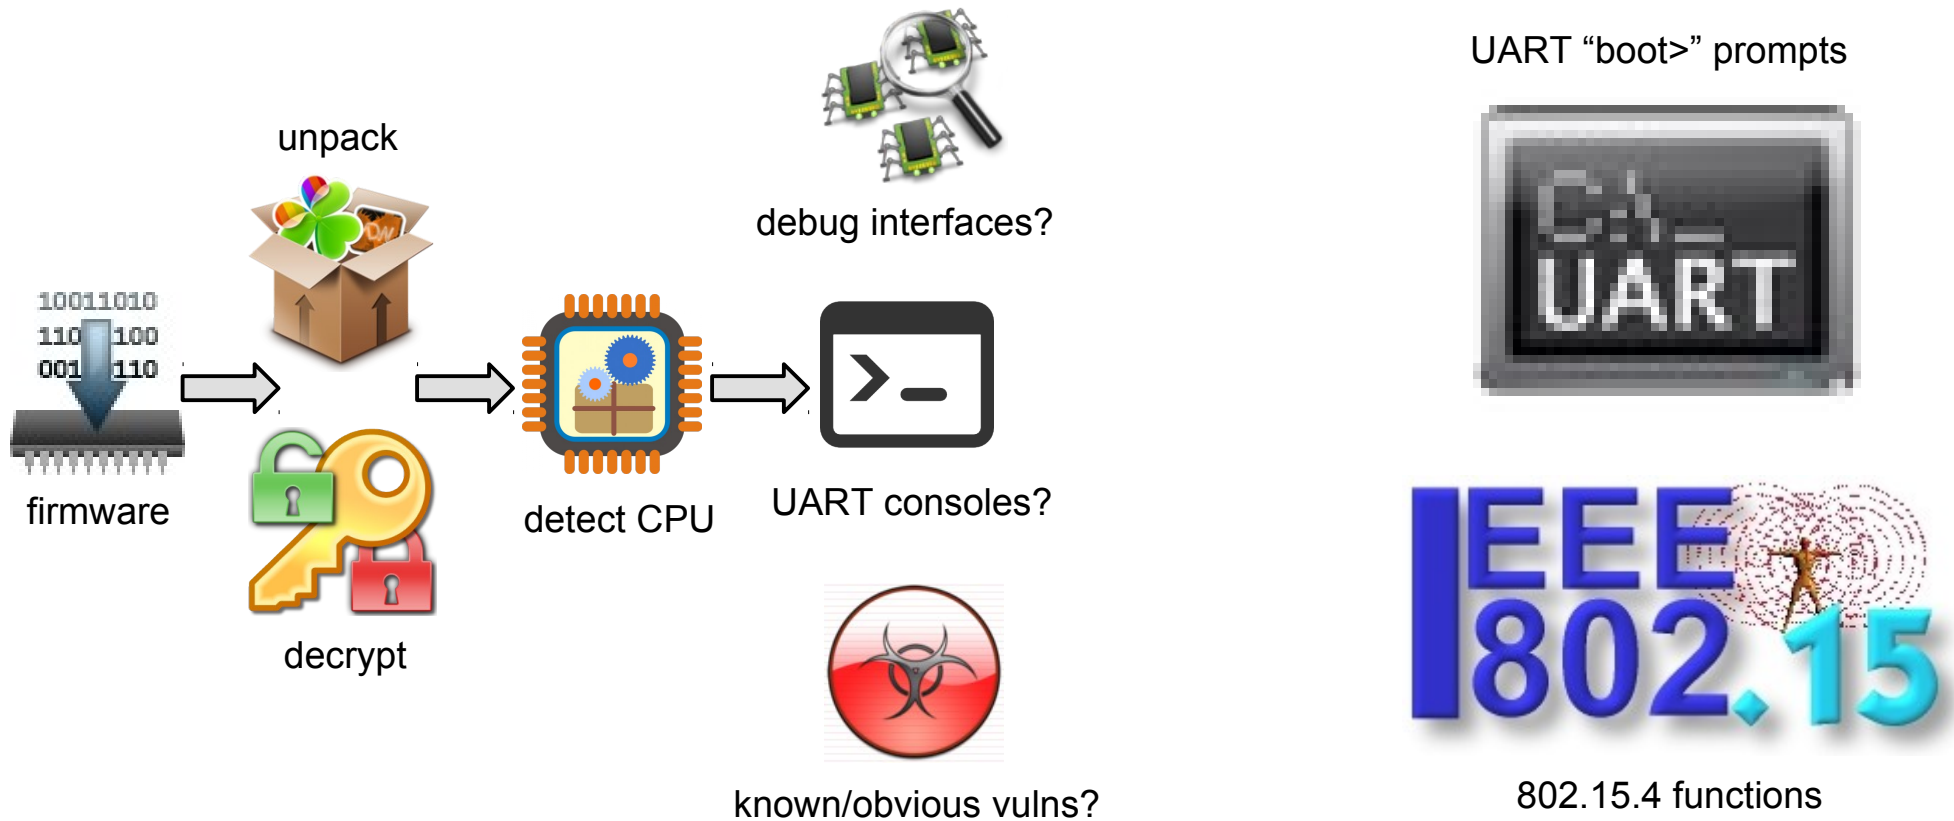 unpack
10011010
110 100
001 110
firmware
decrypt
detect CPU
debug interfaces?
>_
UART consoles?
known/obvious vulns?
UART “boot>” prompts
C:\_
UART
IEEE
802.15
802.15.4 functions